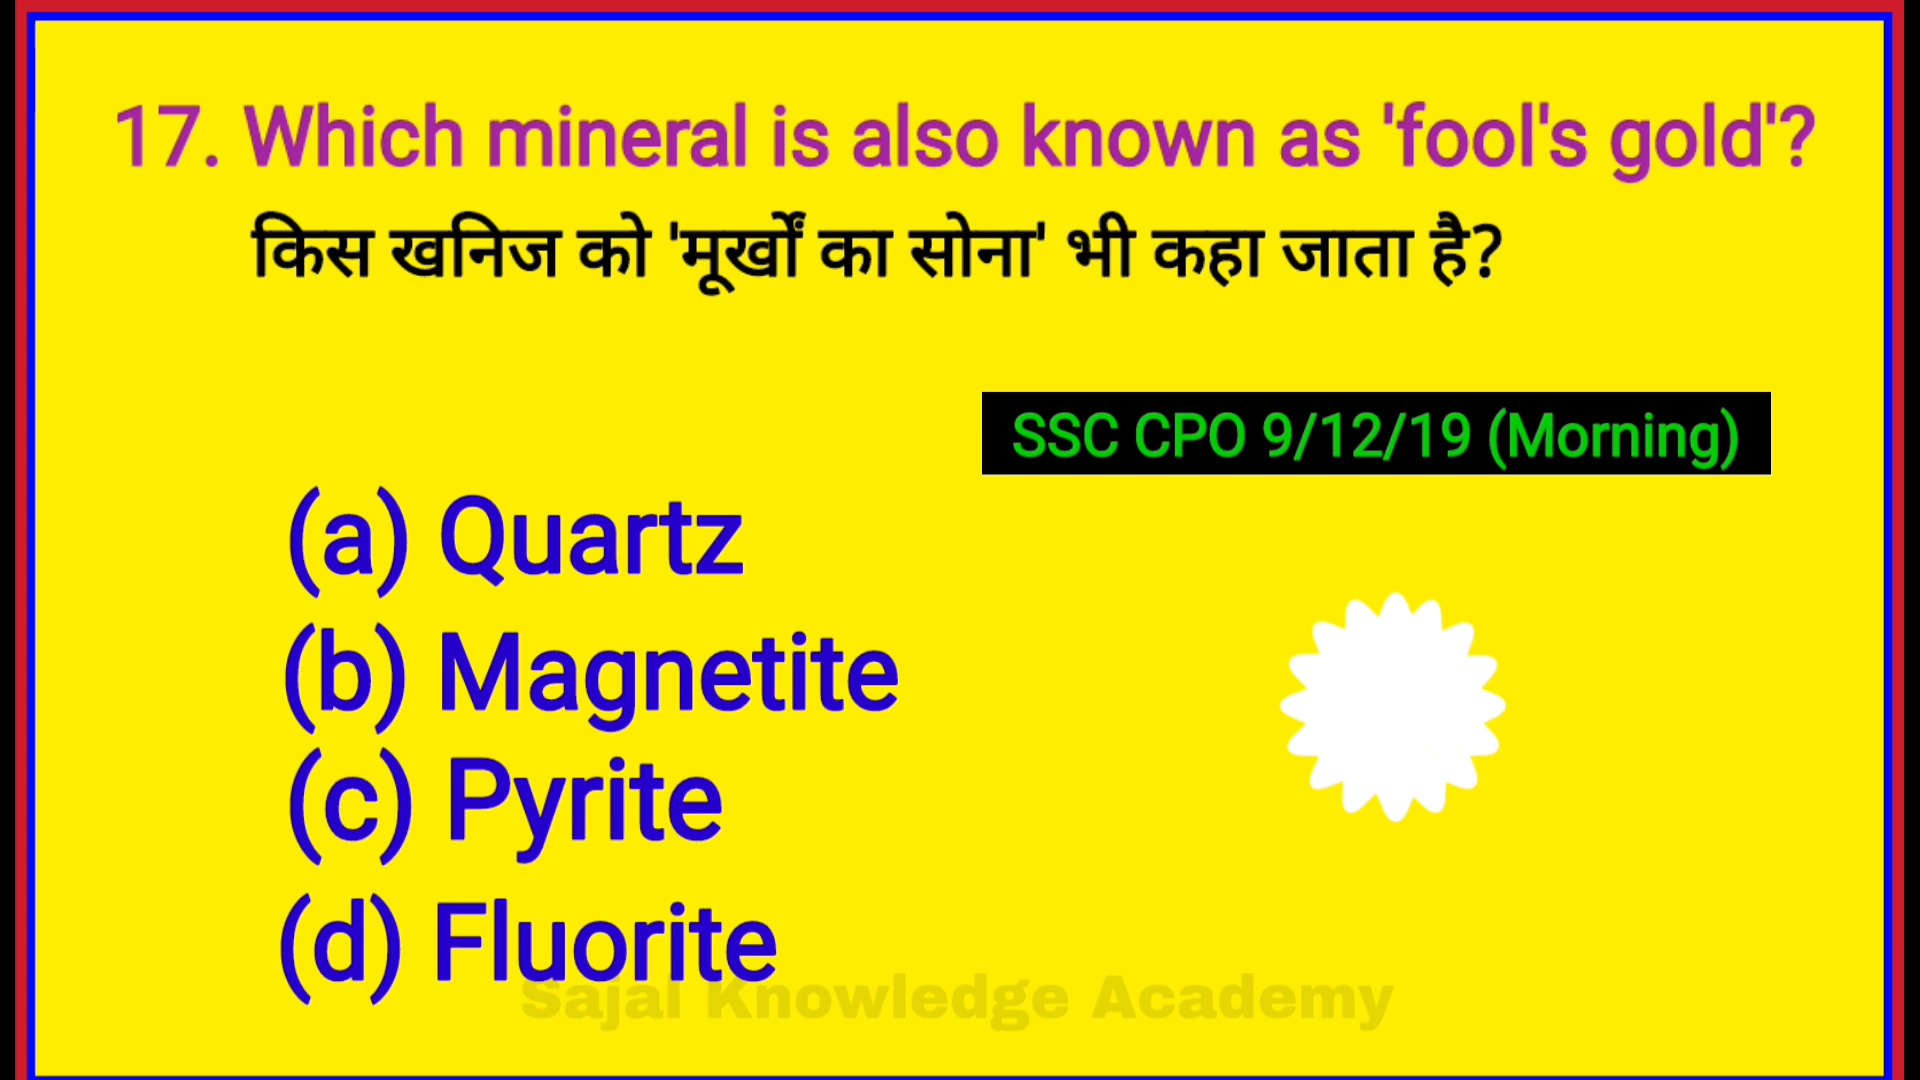 17. Which mineral is also known as 'fool's gold'?
किस खनिज को 'मूर्खों का सोना' भी कहा जाता है?
SSC CPO 9/12/19 (Morning)
(a) Quartz
(b) Magnetite
(c) Pyrite
(d) Fluorite
Sajal Knowledge Academy